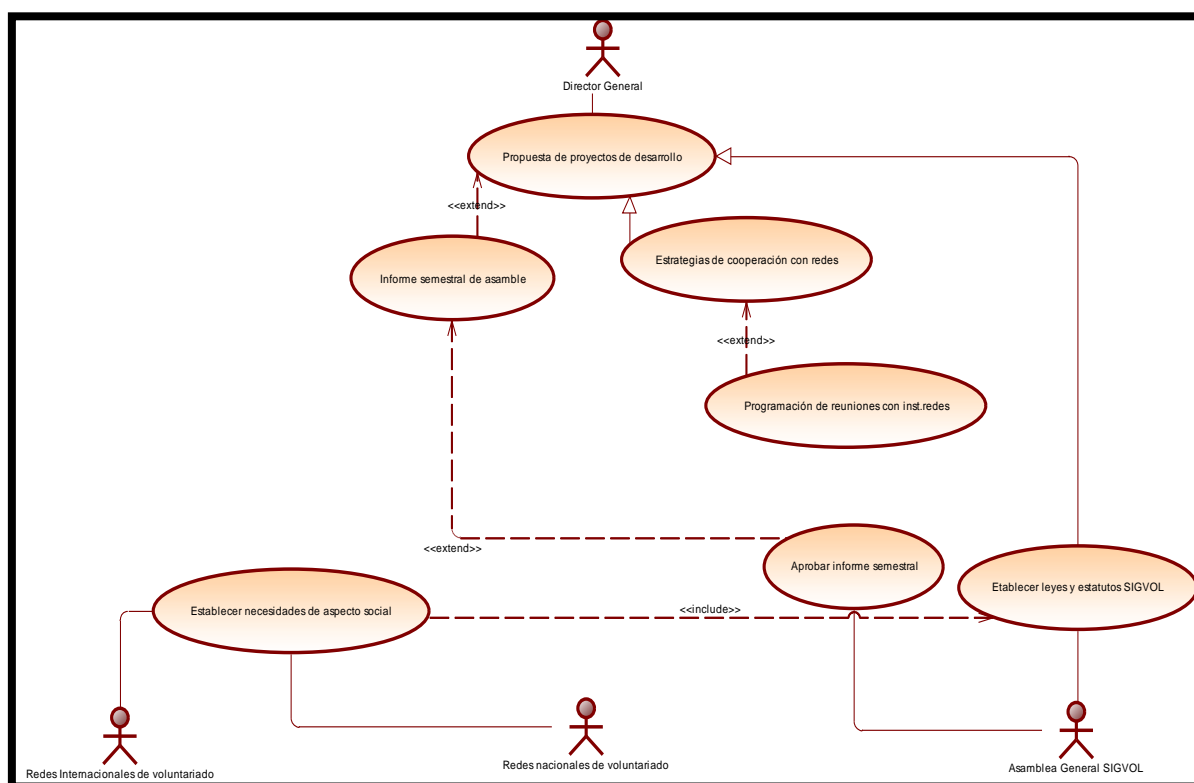 Director General
Propuesta de proyectos de desarrollo
<<extend>>
Informe semestral de asamble
Estrategias de cooperación con redes
<<extend>>
Programación de reuniones con inst.redes
<<extend>>
Aprobar informe semestral
Etablecer leyes y estatutos SIGVOL
Establecer necesidades de aspecto social
<<include>>
Redes Internacionales de voluntariado
Redes nacionales de voluntariado
Asamblea General SIGVOL